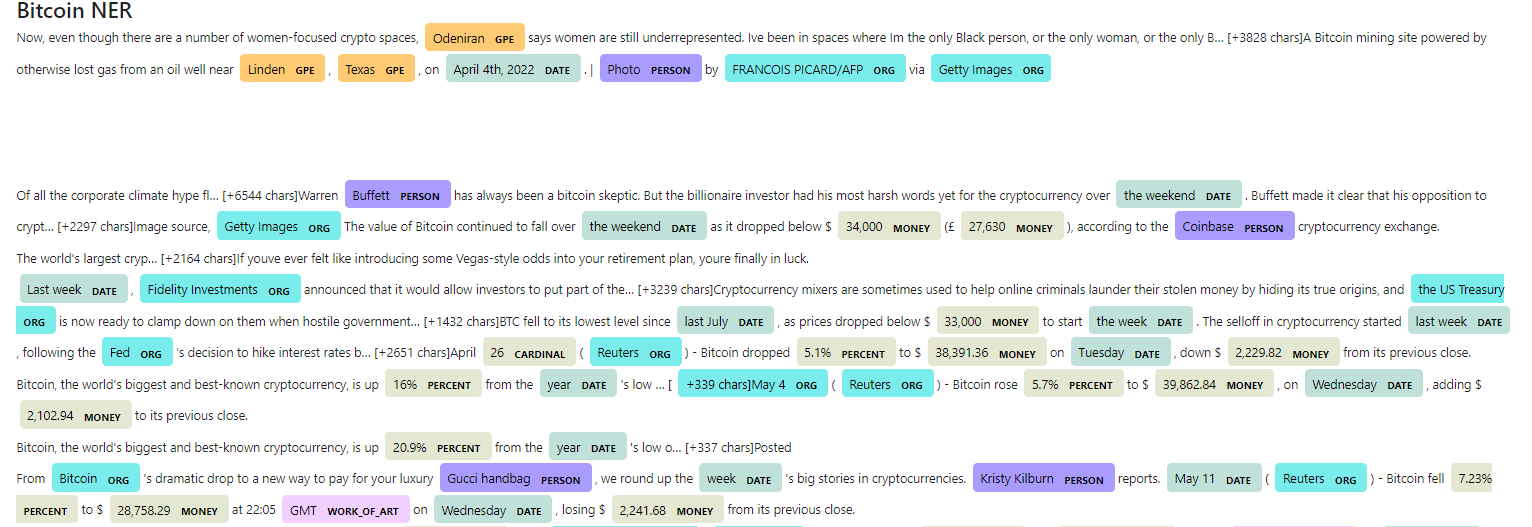 Bitcoin NER
Now, even though there are a number of women-focused crypto spaces, Odeniran GPE says women are still underrepresented. Ive been in spaces where Im the only Black person, or the only woman, or the only B... [+3828 chars]A Bitcoin mining site powered by
otherwise lost gas from an oil well near Linden GPE , Texas GPE , on April 4th, 2022 DATE . | Photo PERSON by FRANCOIS PICARD/AFP ORG via Getty Images ORG
Of all the corporate climate hype fl... [+6544 chars]Warren Buffett PERSON has always been a bitcoin skeptic. But the billionaire investor had his most harsh words yet for the cryptocurrency over the weekend DATE . Buffett made it clear that his opposition to
crypt... [+2297 chars]Image source, Getty Images ORG The value of Bitcoin continued to fall over the weekend DATE as it dropped below $ 34,000 MONEY (£ 27,630 MONEY ), according to the Coinbase PERSON cryptocurrency exchange.
The world's largest cryp... [+2164 chars]If youve ever felt like introducing some Vegas-style odds into your retirement plan, youre finally in luck.
Last week DATE , Fidelity Investments ORG announced that it would allow investors to put part of the... [+3239 chars]Cryptocurrency mixers are sometimes used to help online criminals launder their stolen money by hiding its true origins, and the US Treasury
ORG is now ready to clamp down on them when hostile government... [+1432 chars]BTC fell to its lowest level since last July DATE , as prices dropped below $ 33,000 MONEY to start the week DATE . The selloff in cryptocurrency started last week DATE
, following the Fed ORG 's decision to hike interest rates b... [+2651 chars]April 26 CARDINAL ( Reuters ORG ) - Bitcoin dropped 5.1% PERCENT to $ 38,391.36 MONEY on Tuesday DATE , down $ 2,229.82 MONEY from its previous close.
Bitcoin, the world's biggest and best-known cryptocurrency, is up 16% PERCENT from the year DATE 's low ... [ +339 chars]May 4 ORG ( Reuters ORG ) - Bitcoin rose 5.7% PERCENT to $ 39,862.84 MONEY , on Wednesday DATE , adding $
2,102.94 MONEY to its previous close.
Bitcoin, the world's biggest and best-known cryptocurrency, is up 20.9% PERCENT from the year DATE 's low o... [+337 chars]Posted
From Bitcoin ORG 's dramatic drop to a new way to pay for your luxury Gucci handbag PERSON , we round up the week DATE 's big stories in cryptocurrencies. Kristy Kilburn PERSON reports. May 11 DATE ( Reuters ORG ) - Bitcoin fell 7.23%
PERCENT to $ 28,758.29 MONEY at 22:05 GMT WORK_OF_ART on Wednesday DATE , losing $ 2,241.68 MONEY from its previous close.